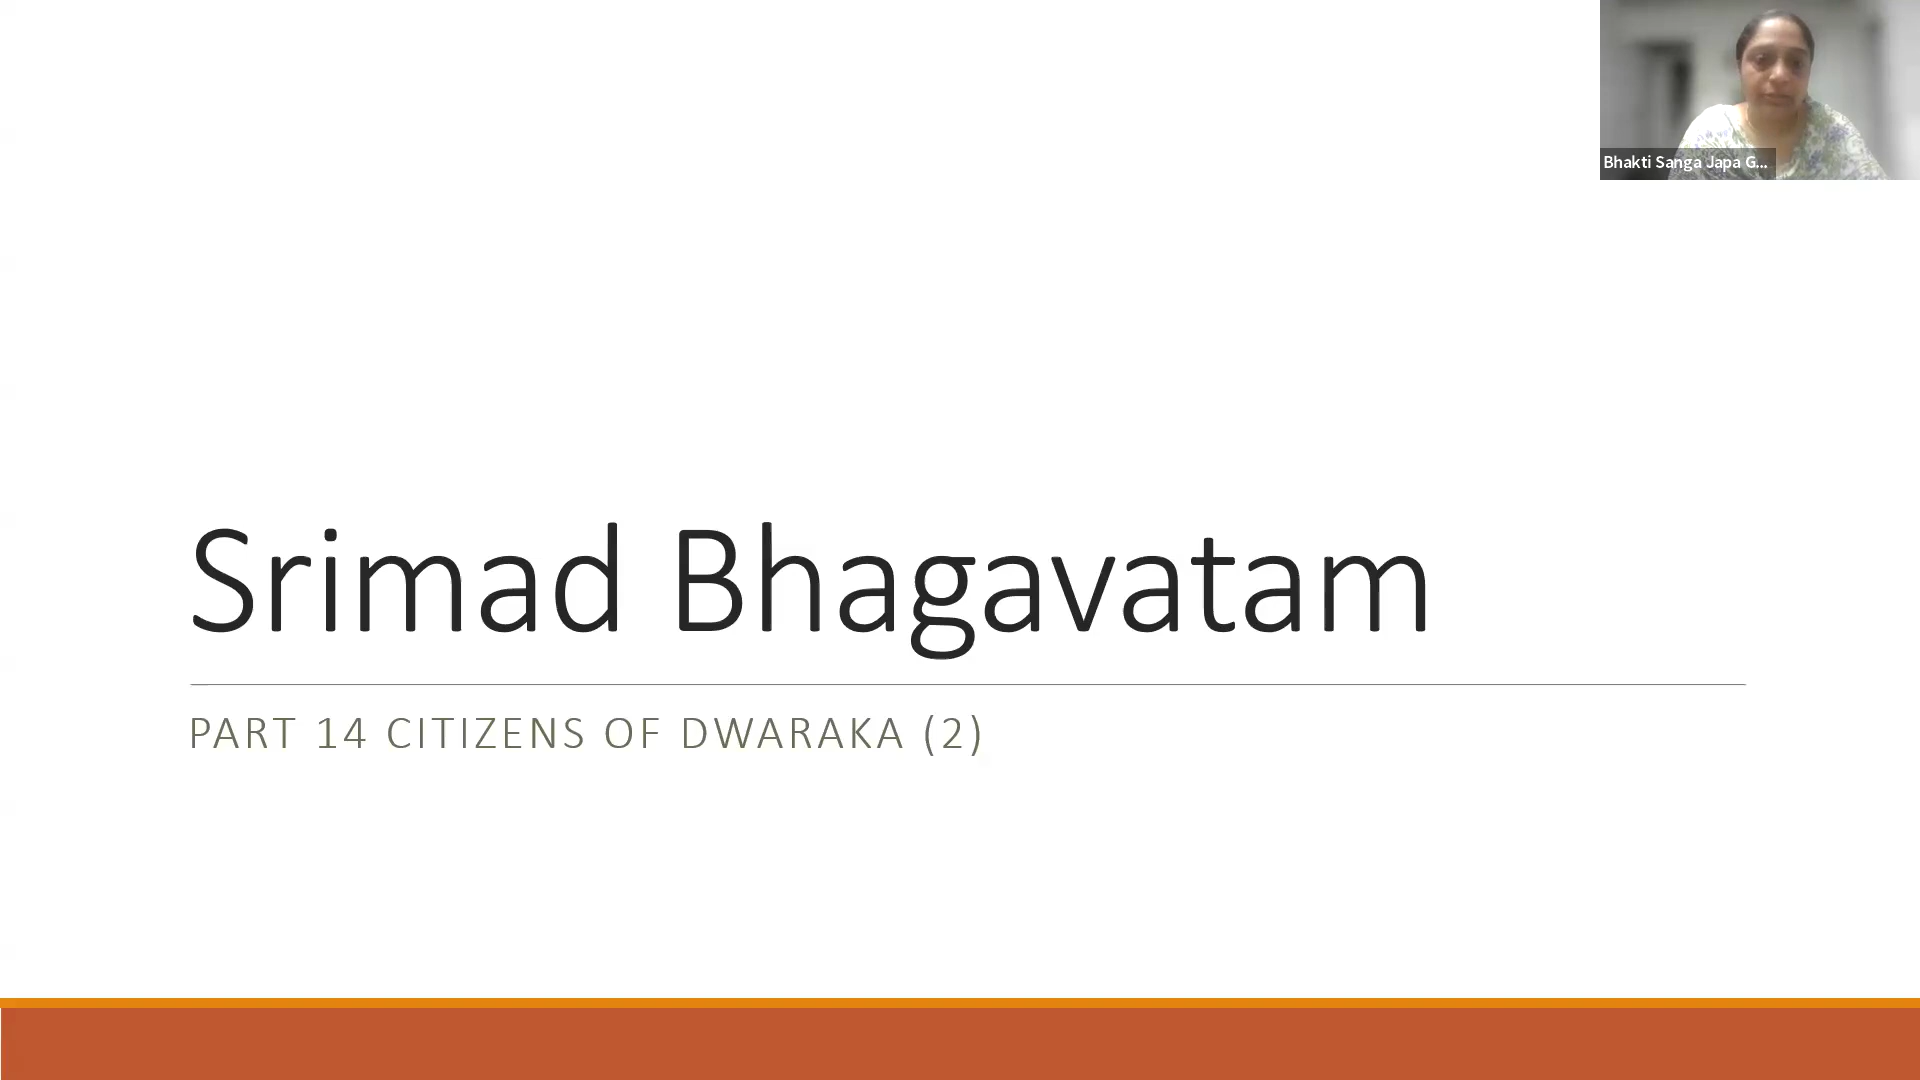 Bhakti Sanga Japa G...
Srimad Bhagavatam
PART 14 CITIZENS OF DWARAKA (2)